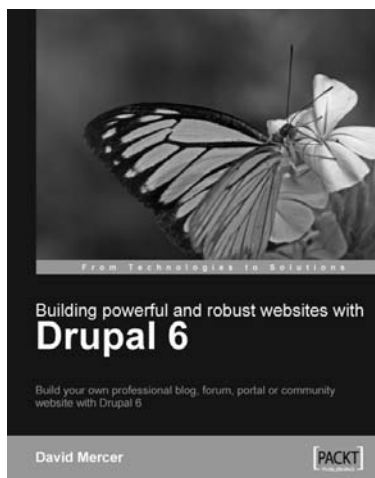 From Technologies to Solutions
Building powerful and robust websites with
Drupal 6
Build your own professional blog, forum, portal or community
website with Drupal 6
David Mercer
[PACKT]
PUBLISHING